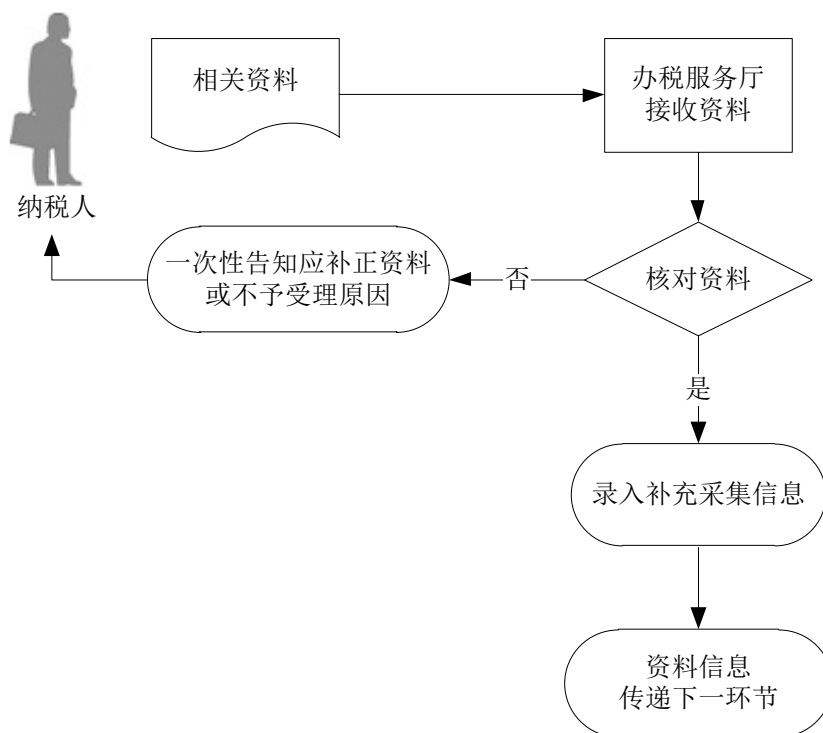 相关资料
办税服务厅
接收资料
纳税人
一次性告知应补正资料
或不予受理原因
否
核对资料
是
录入补充采集信息
资料信息
传递下一环节